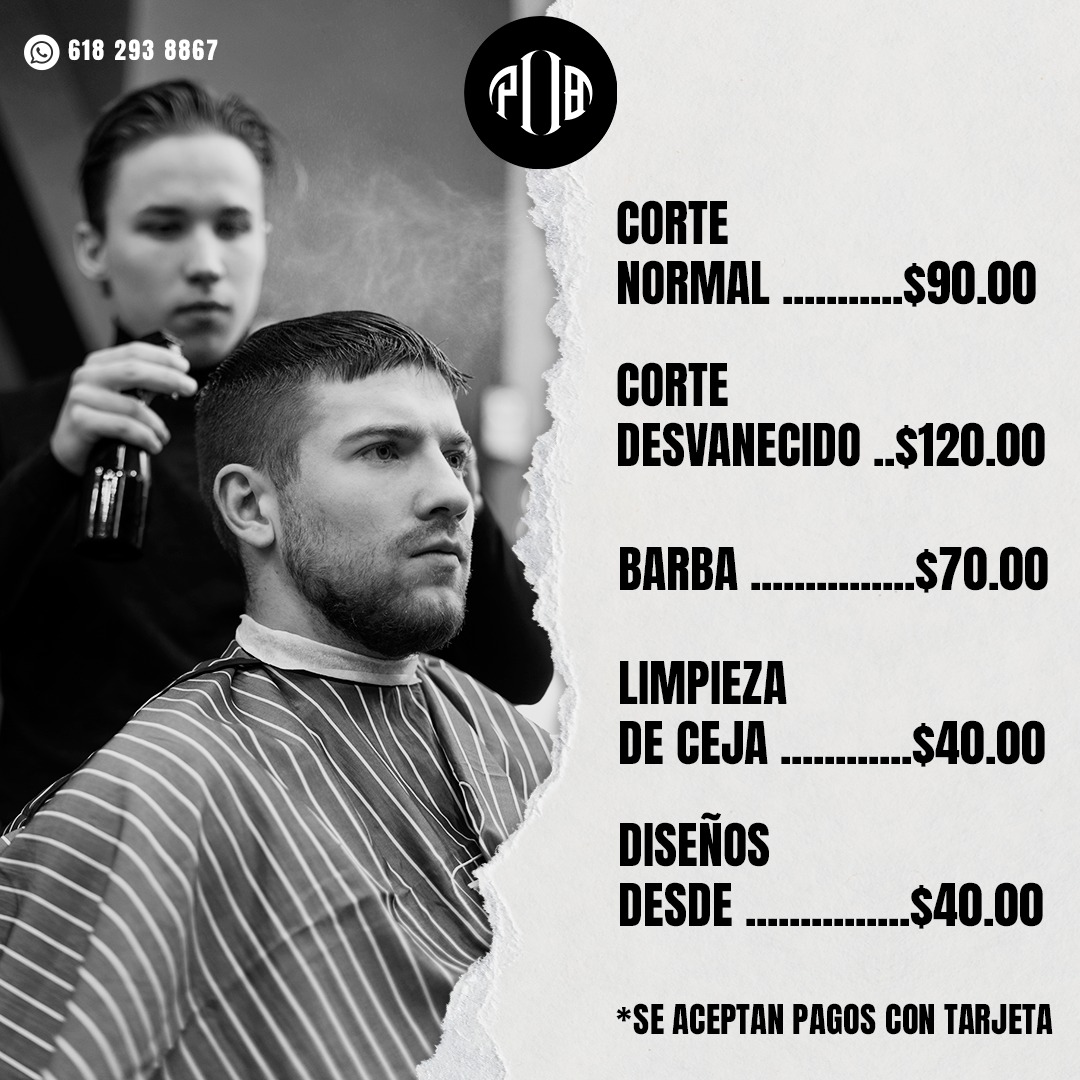 618 293 8867
POB
CORTE
NORMAL ...........$90.00
CORTE
DESVANECIDO ..$120.00
BARBA ...............$70.00
LIMPIEZA
DE CEJA ............$40.00
DISEÑOS
DESDE ...............$40.00
*SE ACEPTAN PAGOS CON TARJETA